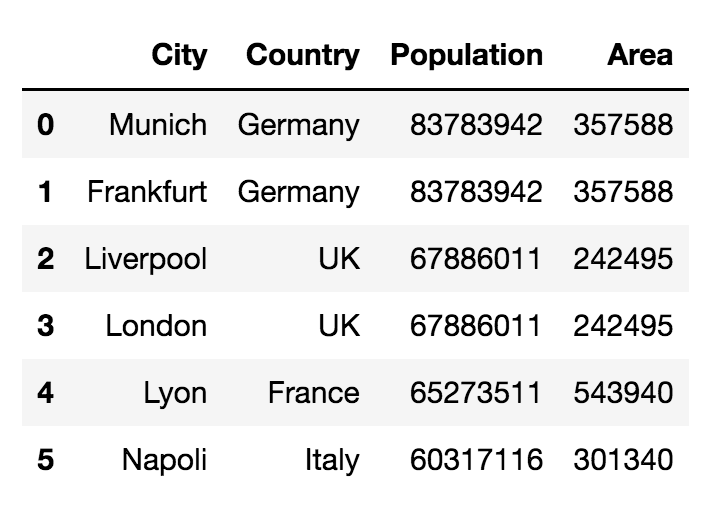 City Country Population Area
0 Munich Germany 83783942 357588
1 Frankfurt Germany 83783942 357588
2 Liverpool UK 67886011 242495
3 London UK 67886011 242495
4 Lyon France 65273511 543940
5 Napoli Italy 60317116 301340